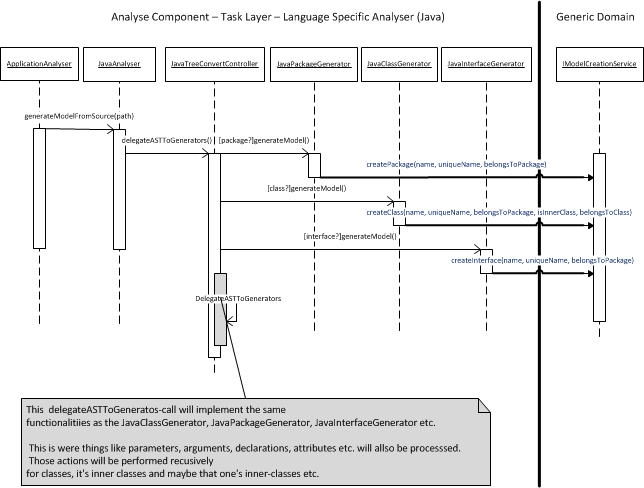 Analyse Component – Task Layer – Language Specific Analyser (Java)
Generic Domain
ApplicationAnalyser
JavaAnalyser
JavaTreeConvertController
JavaPackageGenerator
JavaClassGenerator
JavaInterfaceGenerator
IModelCreationService
generateModelFromSource(path)
delegateASTToGenerators()
[package?]generateModel()
createPackage(name, uniqueName, belongsToPackage)
[class?]generateModel()
createClass(name, uniqueName, belongsToPackage, isInnerClass, belongsToClass)
[interface?]generateModel()
createInterface(name, uniqueName, belongsToPackage)
DelegateASTToGenerators
This  delegateASTToGeneratos-call will implement the same
functionalitiies as the JavaClassGenerator, JavaPackageGenerator, JavaInterfaceGenerator etc.
This is were things like parameters, arguments, declarations, attributes etc. will allso be processsed.
Those actions will be performed recusively
for classes, it's inner classes and maybe that one's inner-classes etc.